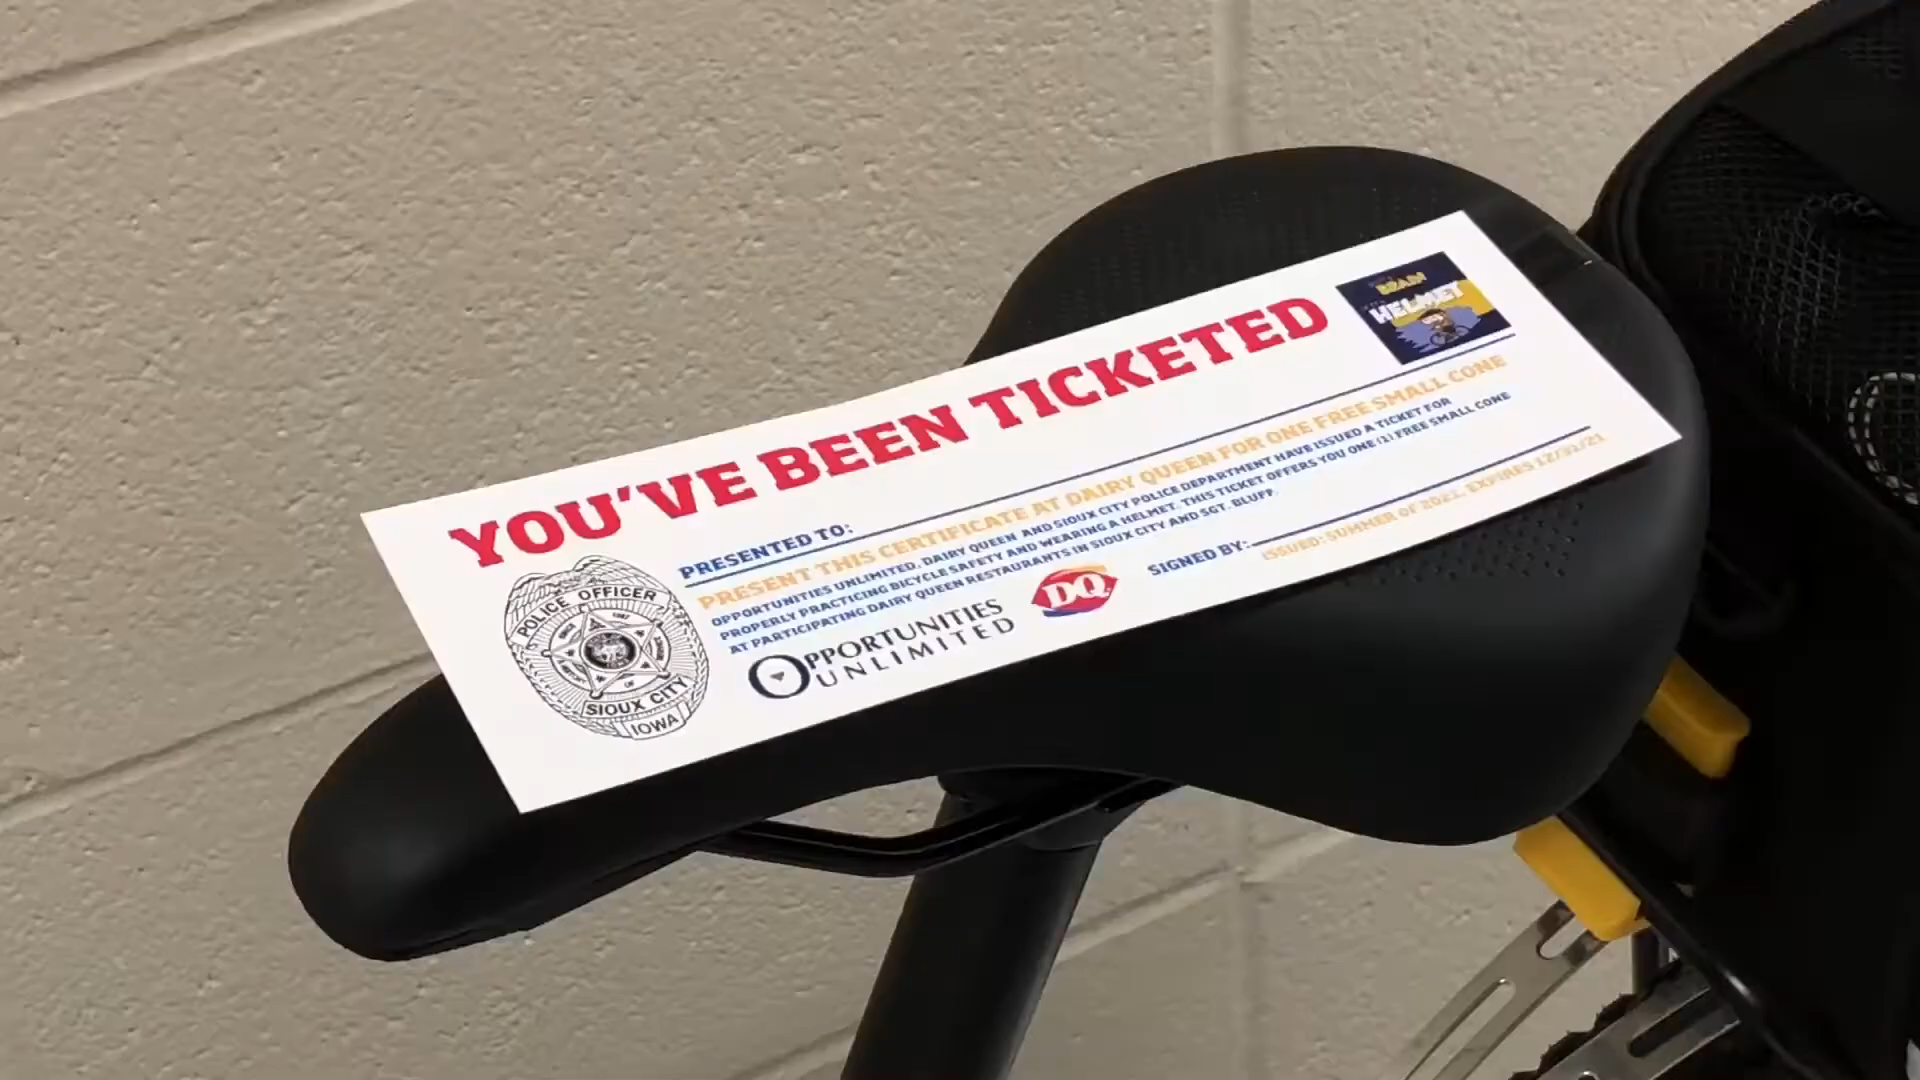 YOU'VE BEEN TICKETED
BRAIN
HELMET
PRESENTED TO:
PRESENT THIS CERTIFICATE AT DAIRY QUEEN FOR ONE FREE SMALL CONE
OPPORTUNITIES UNLIMITED, DAIRY QUEEN AND SIOUX CITY POLICE DEPARTMENT HAVE ISSUED A TICKET FOR
PROPERLY PRACTICING BICYCLE SAFETY AND WEARING A HELMET. THIS TICKET OFFERS YOU ONE (1) FREE SMALL CONE
AT PARTICIPATING DAIRY QUEEN RESTAURANTS IN SIOUX CITY AND SGT. BLUFF.
POLICE OFFICER
SIOUX CITY
IOWA
OPPORTUNITIES
UNLIMITED
DQ
SIGNED BY:
ISSUED: SUMMER OF 2021. EXPIRES 12/31/21